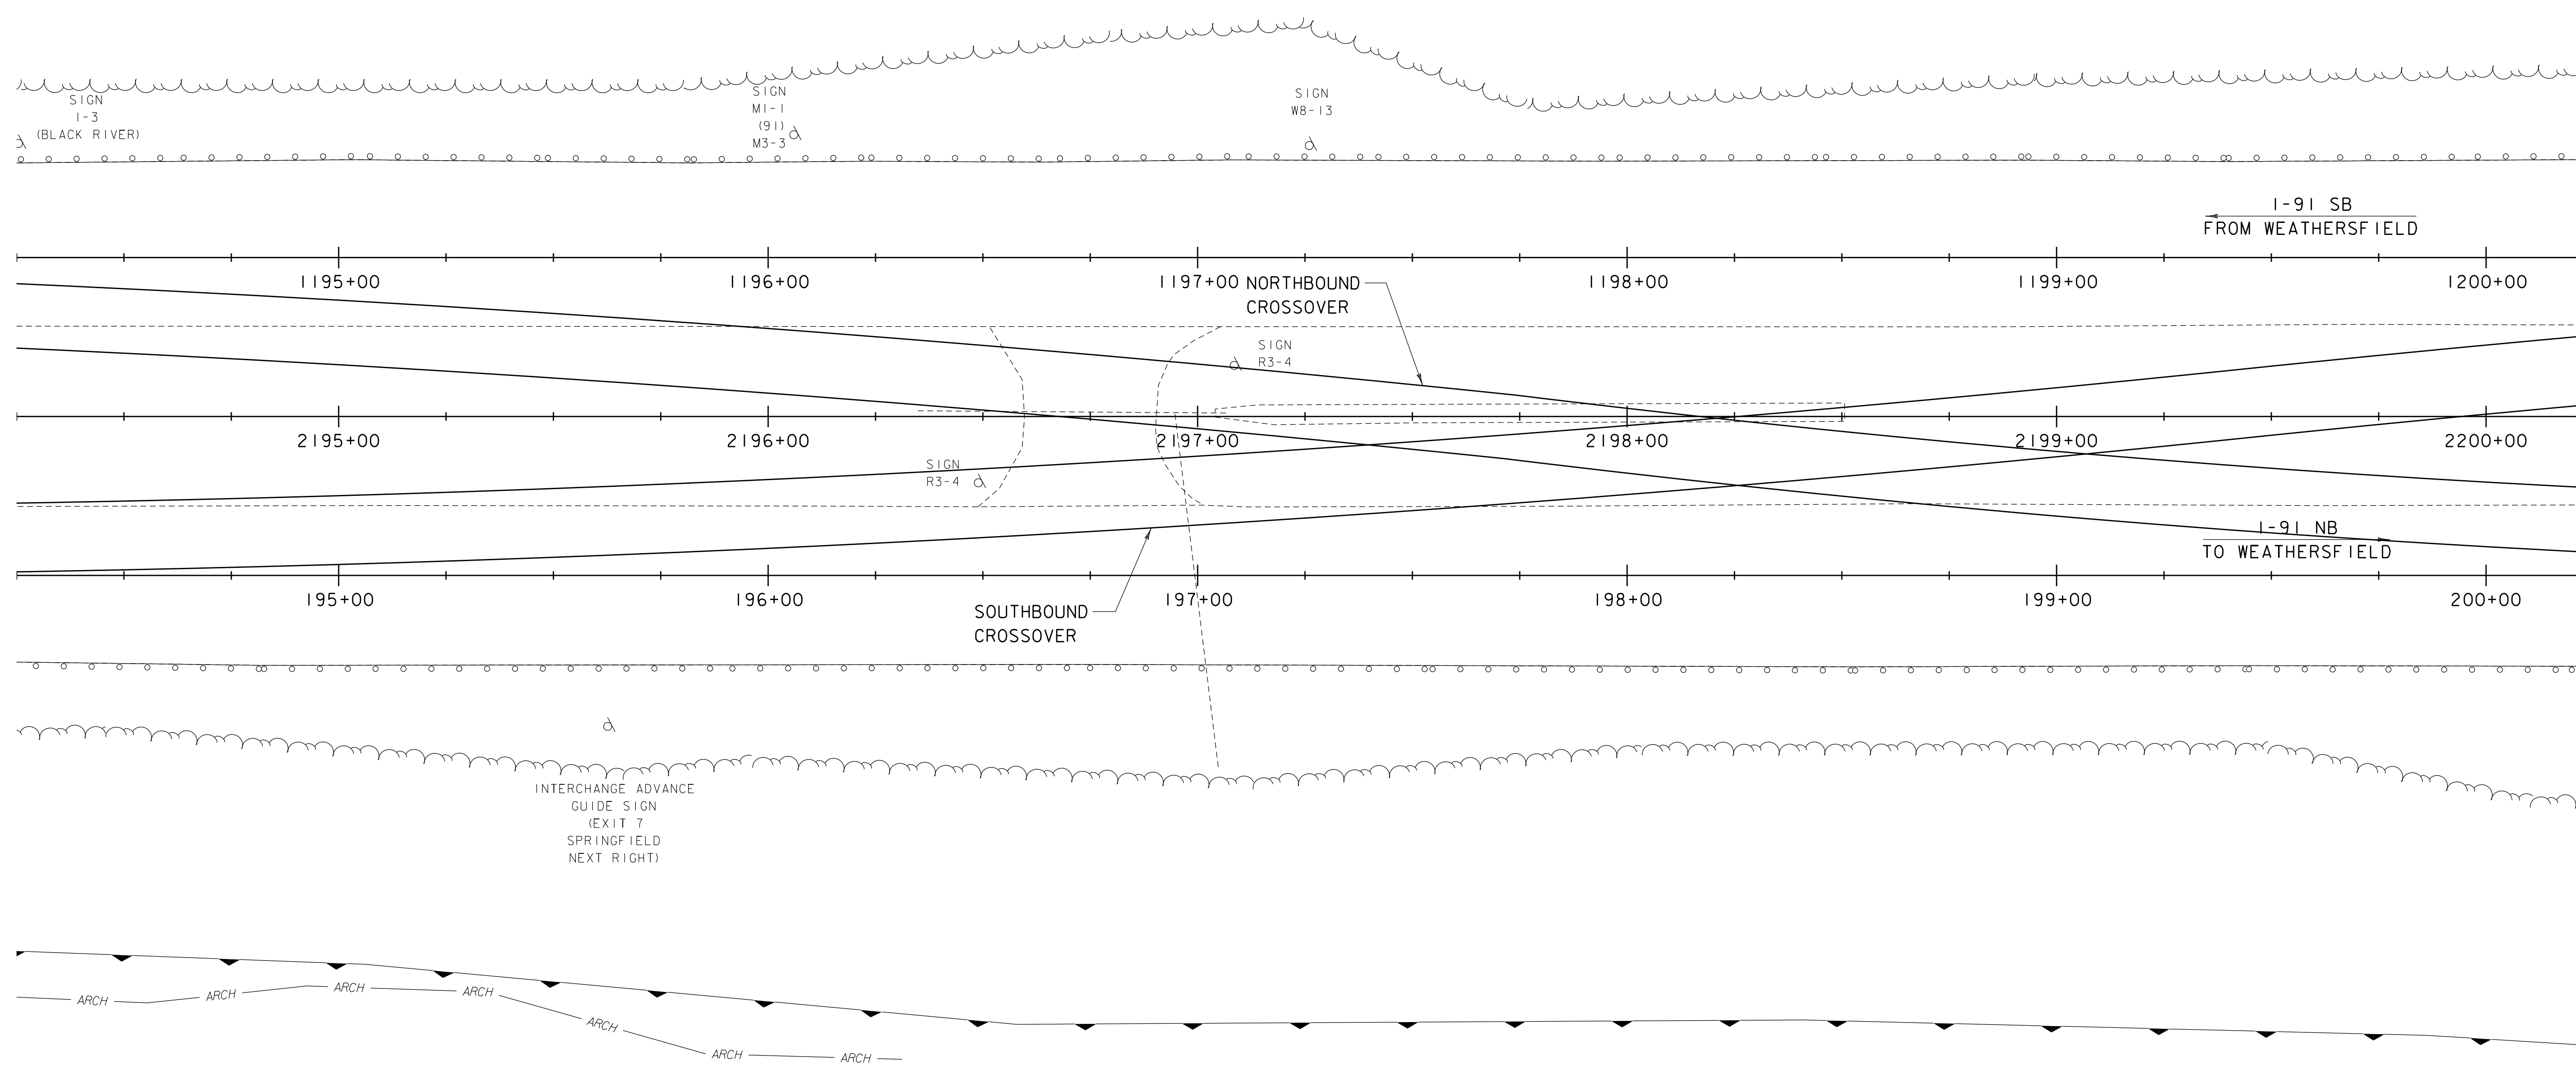 SIGN
I-3
(BLACK RIVER)
SIGN
M1-1
(91)
M3-3
SIGN
W8-13
I-91 SB
FROM WEATHERSFIELD
1195+00
1196+00
1197+00
1198+00
1199+00
1200+00
NORTHBOUND
CROSSOVER
SIGN
R3-4
2195+00
2196+00
2197+00
2198+00
2199+00
2200+00
SIGN
R3-4
I-91 NB
TO WEATHERSFIELD
195+00
196+00
197+00
198+00
199+00
200+00
SOUTHBOUND
CROSSOVER
INTERCHANGE ADVANCE
GUIDE SIGN
(EXIT 7
SPRINGFIELD
NEXT RIGHT)
ARCH
ARCH
ARCH
ARCH
ARCH
ARCH
ARCH